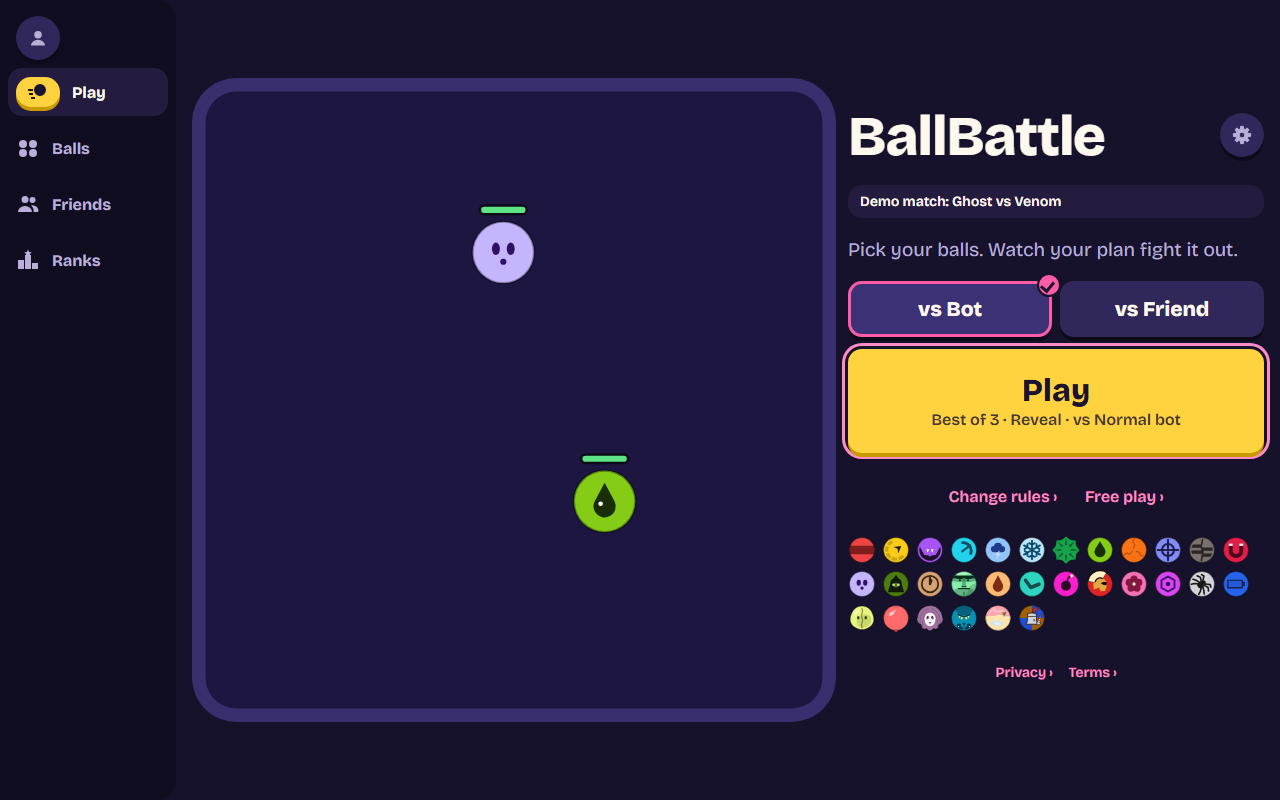 Play
Balls
Friends
Ranks
BallBattle
Demo match: Ghost vs Venom
Pick your balls. Watch your plan fight it out.
vs Bot
vs Friend
Play
Best of 3 · Reveal · vs Normal bot
Change rules ›
Free play ›
Privacy ›
Terms ›